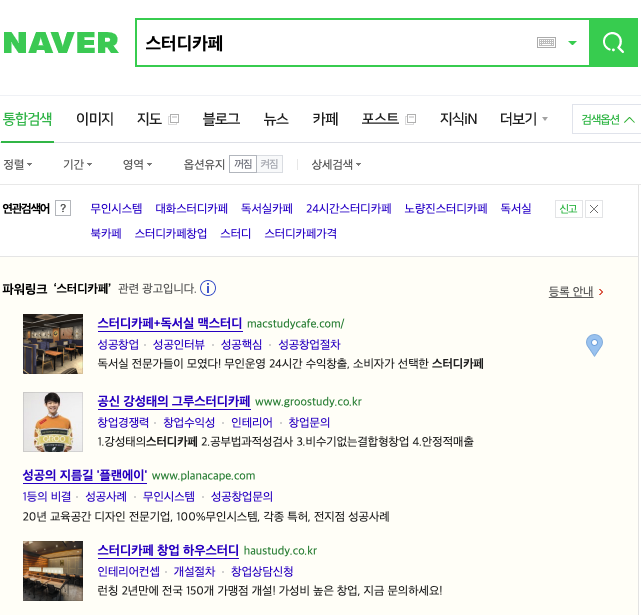 NAVER 스터디카페
통합검색 이미지 지도 블로그 뉴스 카페 포스트 지식iN 더보기 검색옵션
정렬 기간 영역 옵션유지 꺼짐 켜짐 상세검색
연관검색어 ? 무인시스템 대화스터디카페 독서실카페 24시간스터디카페 노량진스터디카페 독서실 신고
북카페 스터디카페창업 스터디 스터디카페가격
파워링크 '스터디카페' 관련 광고입니다. 등록 안내
스터디카페+독서실 맥스터디 macstudycafe.com/
성공창업 · 성공인터뷰 · 성공핵심 · 성공창업절차
독서실 전문가들이 모였다! 무인운영 24시간 수익창출, 소비자가 선택한 스터디카페
공신 강성태의 그루스터디카페 www.groostudy.co.kr
창업경쟁력 · 창업수익성 · 인테리어 · 창업문의
1.강성태의스터디카페 2.공부법과적성검사 3.비수기없는결합형창업 4.안정적매출
성공의 지름길 '플랜에이' www.planacape.com
1등의 비결 · 성공사례 · 무인시스템 · 성공창업문의
20년 교육공간 디자인 전문기업, 100%무인시스템, 각종 특허, 전지점 성공사례
스터디카페 창업 하우스터디 haustudy.co.kr
인테리어컨셉 · 개설절차 · 창업상담신청
런칭 2년만에 전국 150개 가맹점 개설! 가성비 높은 창업, 지금 문의하세요!